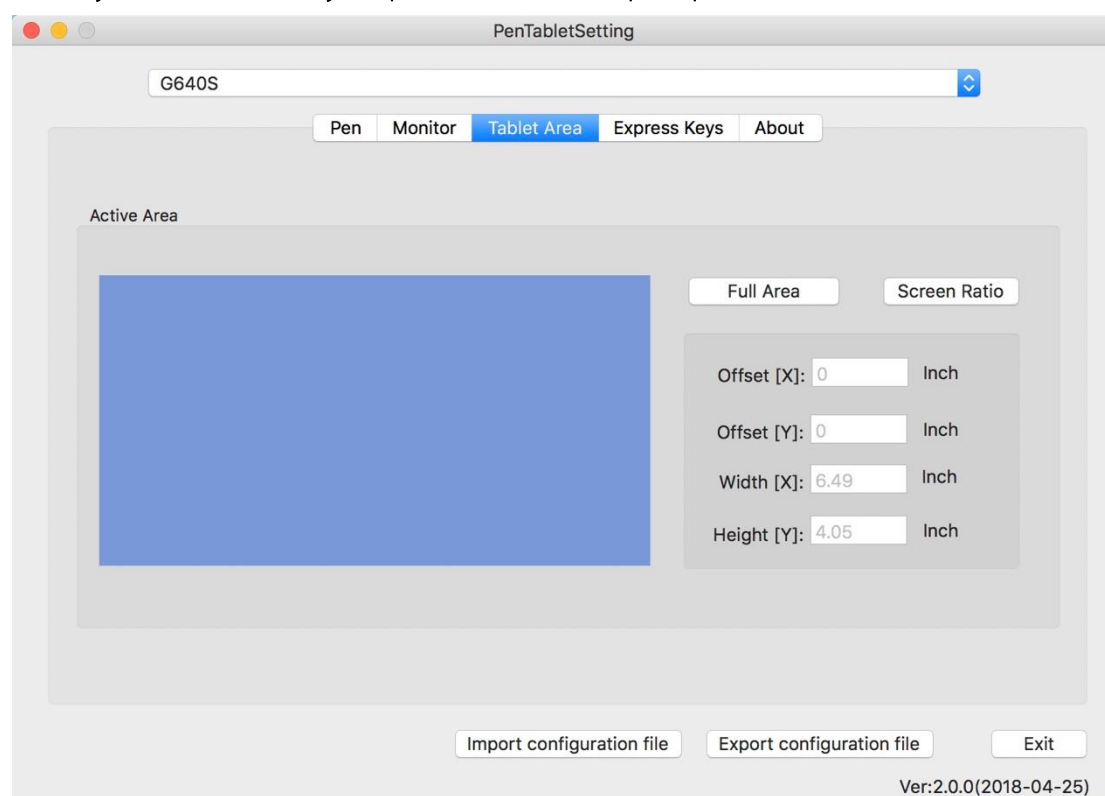 PenTabletSetting
G640S
Pen Monitor Tablet Area Express Keys About
Active Area
Full Area Screen Ratio
Offset [X]: 0 Inch
Offset [Y]: 0 Inch
Width [X]: 6.49 Inch
Height [Y]: 4.05 Inch
Import configuration file Export configuration file Exit
Ver:2.0.0(2018-04-25)